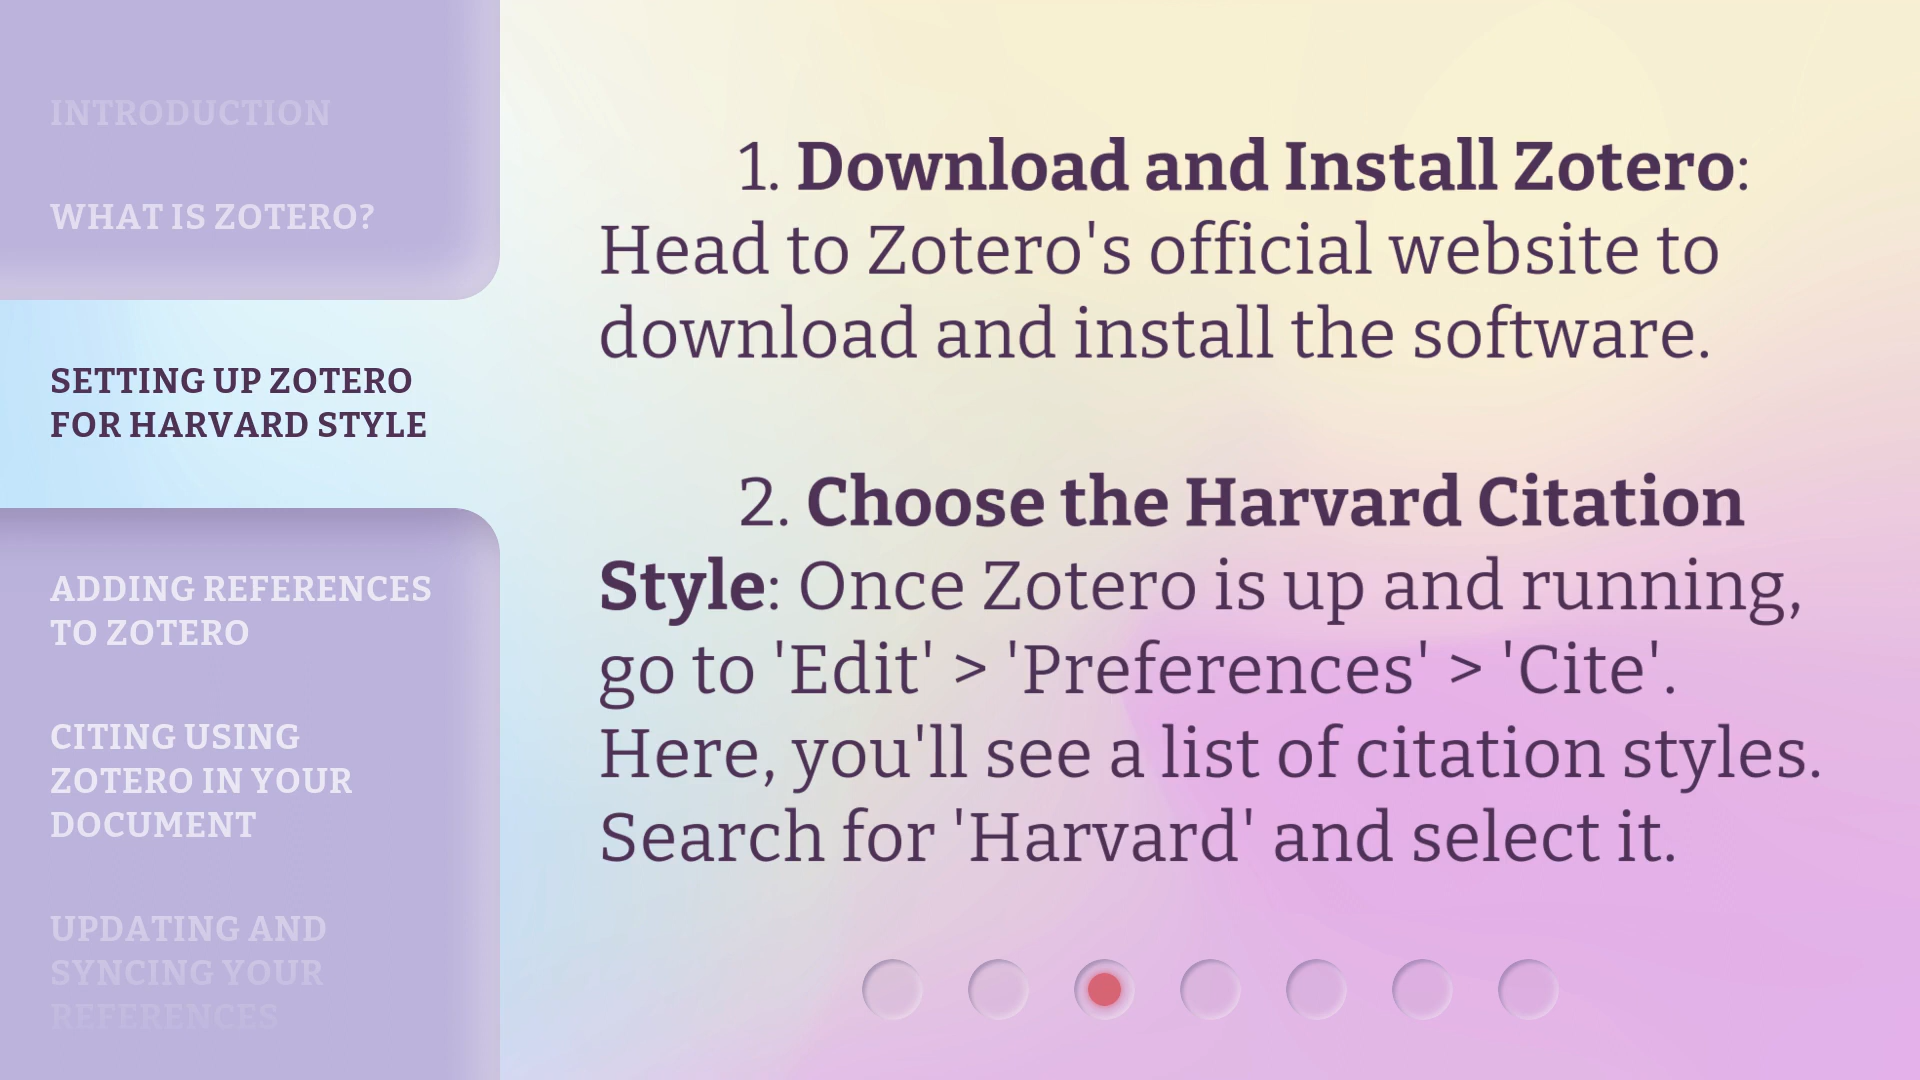 INTRODUCTION
WHAT IS ZOTERO?
SETTING UP ZOTERO
FOR HARVARD STYLE
ADDING REFERENCES
TO ZOTERO
CITING USING
ZOTERO IN YOUR
DOCUMENT
UPDATING AND
SYNCING YOUR
REFERENCES
1. Download and Install Zotero:
Head to Zotero's official website to
download and install the software.
2. Choose the Harvard Citation
Style: Once Zotero is up and running,
go to 'Edit' > 'Preferences' > 'Cite'.
Here, you'll see a list of citation styles.
Search for 'Harvard' and select it.